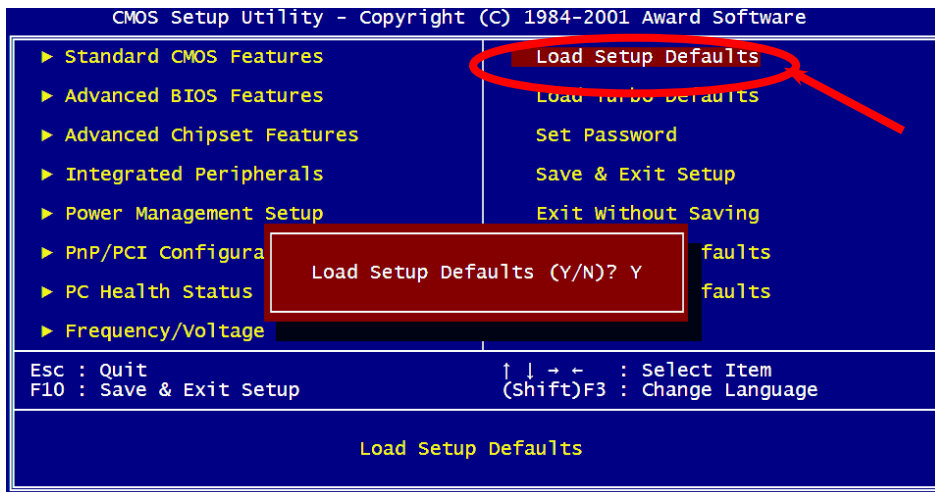 CMOS Setup Utility - Copyright (C) 1984-2001 Award Software
► Standard CMOS Features
► Advanced BIOS Features
► Advanced Chipset Features
► Integrated Peripherals
► Power Management Setup
► PnP/PCI Configura
► PC Health Status
► Frequency/Voltage
Load Setup Defaults
Load Turbo Defaults
Set Password
Save & Exit Setup
Exit Without Saving
faults
faults
Load Setup Defaults (Y/N)? Y
Esc : Quit
F10 : Save & Exit Setup
↑ ↓ → ← : Select Item
(Shift)F3 : Change Language
Load Setup Defaults